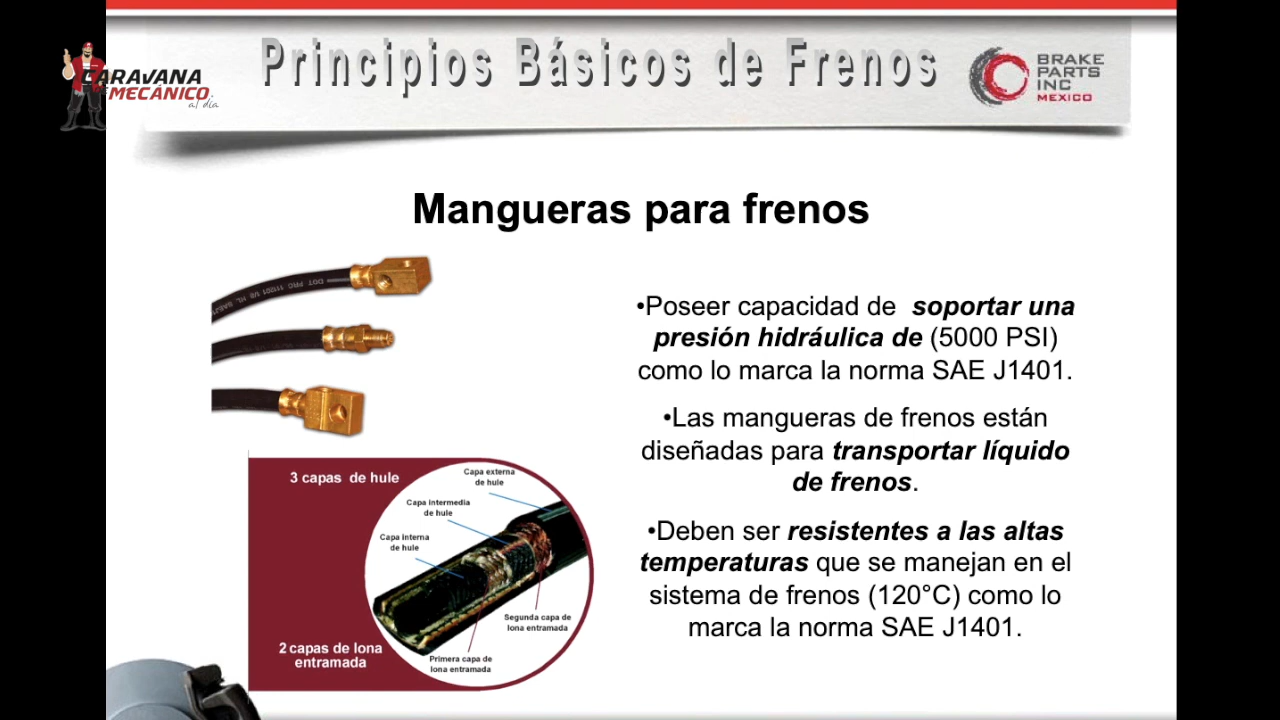 Principios Básicos de Frenos
CARAVANA
MECÁNICO
al día
BRAKE
PARTS
INC
MEXICO
Mangueras para frenos
•Poseer capacidad de soportar una
presión hidráulica de (5000 PSI)
como lo marca la norma SAE J1401.
•Las mangueras de frenos están
diseñadas para transportar líquido
de frenos.
•Deben ser resistentes a las altas
temperaturas que se manejan en el
sistema de frenos (120°C) como lo
marca la norma SAE J1401.
3 capas de hule
Capa externa
de hule
Capa intermedia
de hule
Capa interna
de hule
Segunda capa de
lona entramada
Primera capa de
lona entramada
2 capas de lona
entramada